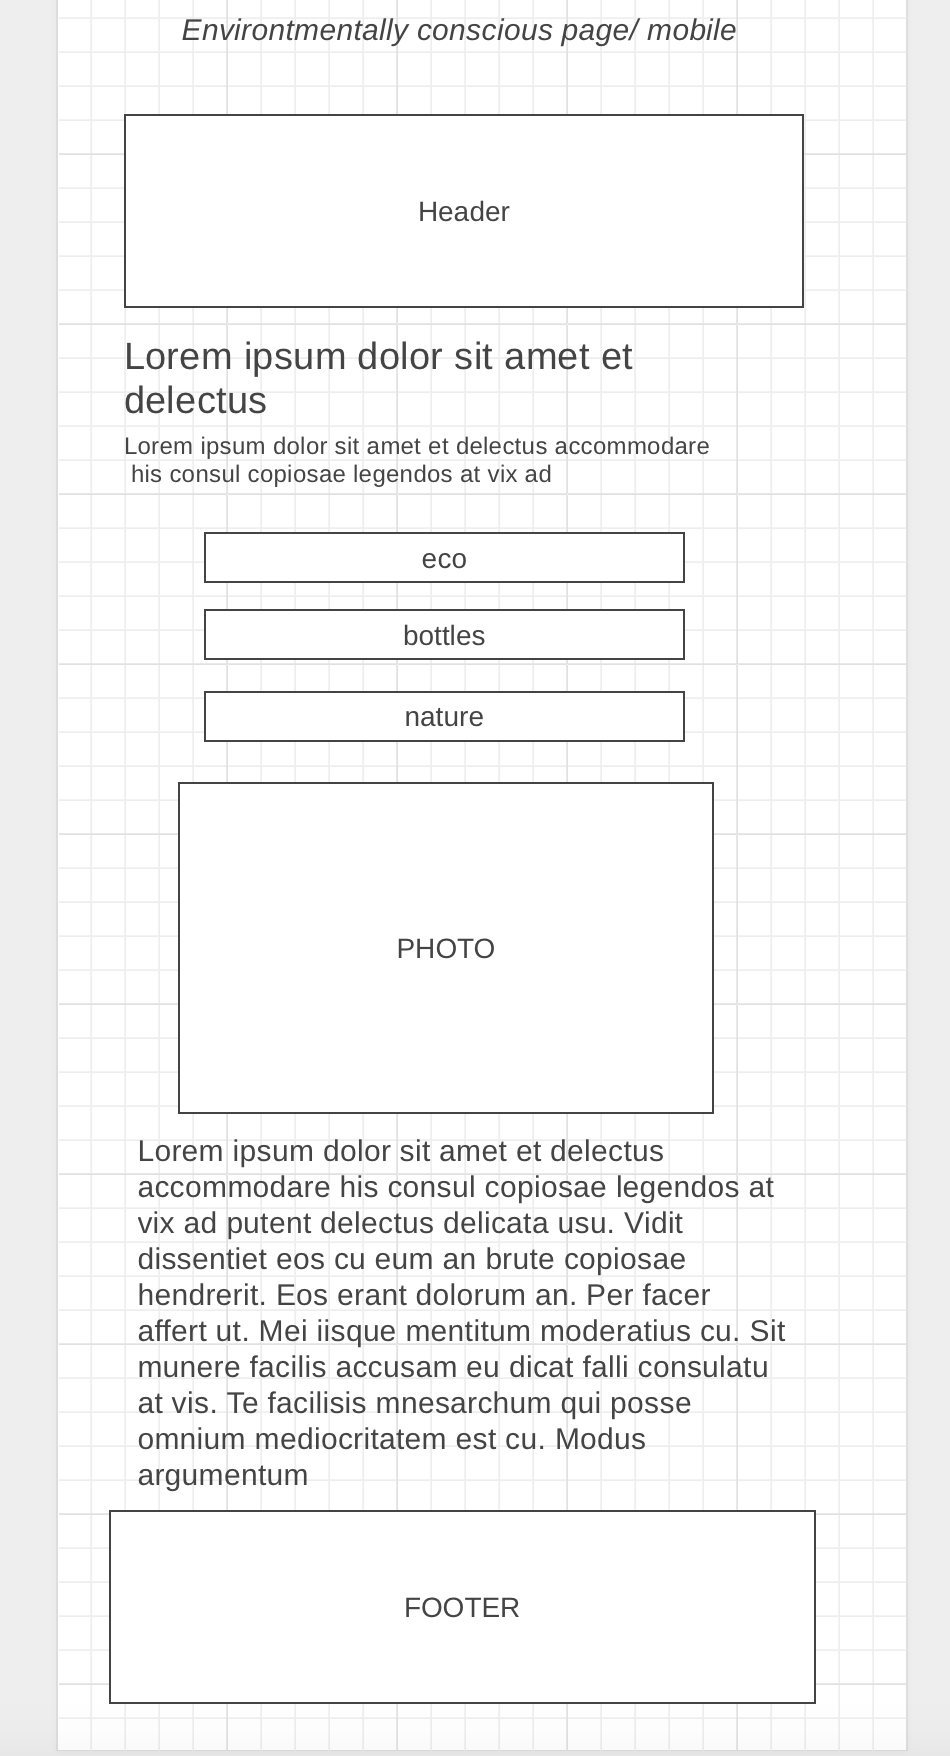 Environtmentally conscious page/ mobile
Header
Lorem ipsum dolor sit amet et
delectus
Lorem ipsum dolor sit amet et delectus accommodare
his consul copiosae legendos at vix ad
eco
bottles
nature
PHOTO
Lorem ipsum dolor sit amet et delectus
accommodare his consul copiosae legendos at
vix ad putent delectus delicata usu. Vidit
dissentiet eos cu eum an brute copiosae
hendrerit. Eos erant dolorum an. Per facer
affert ut. Mei iisque mentitum moderatius cu. Sit
munere facilis accusam eu dicat falli consulatu
at vis. Te facilisis mnesarchum qui posse
omnium mediocritatem est cu. Modus
argumentum
FOOTER